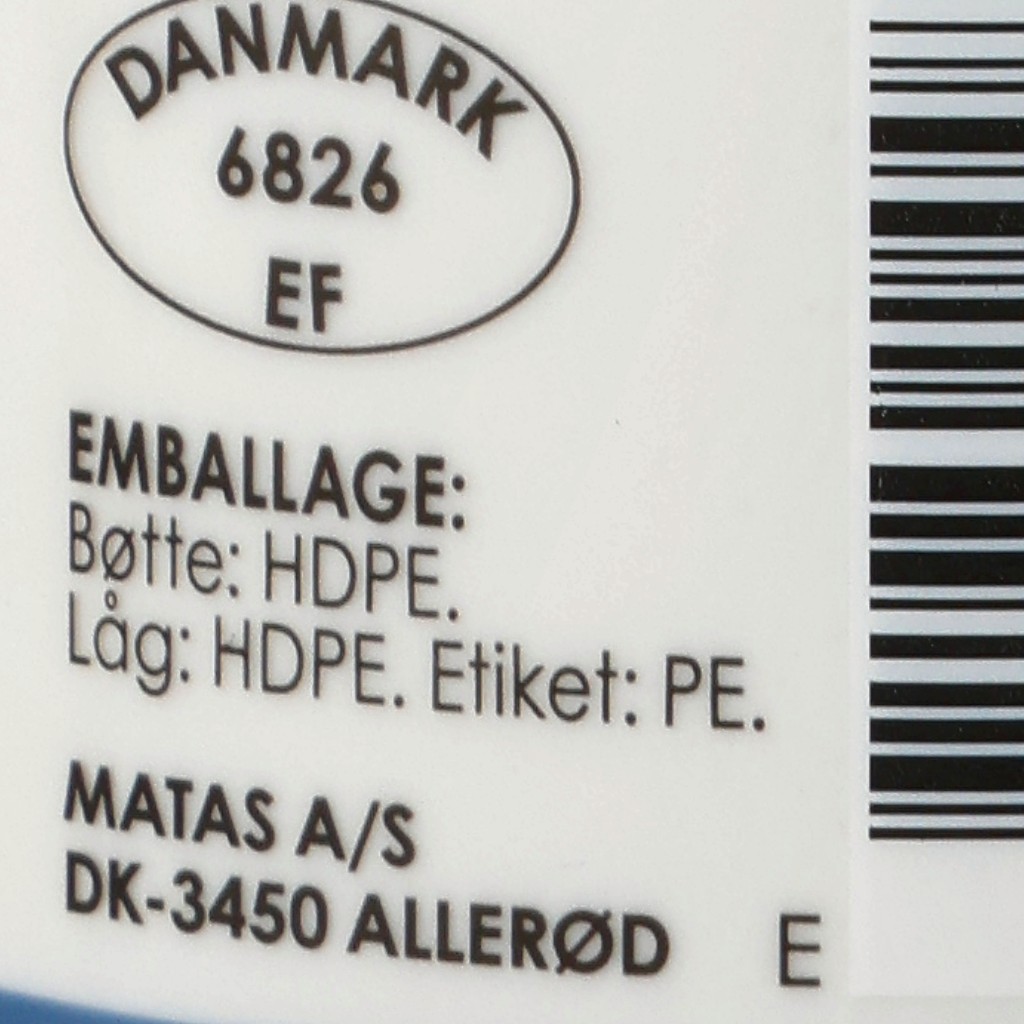 DANMARK
6826
EF
EMBALLAGE:
Bøtte: HDPE.
Låg: HDPE. Etiket: PE.
MATAS A/S
DK-3450 ALLERØD E